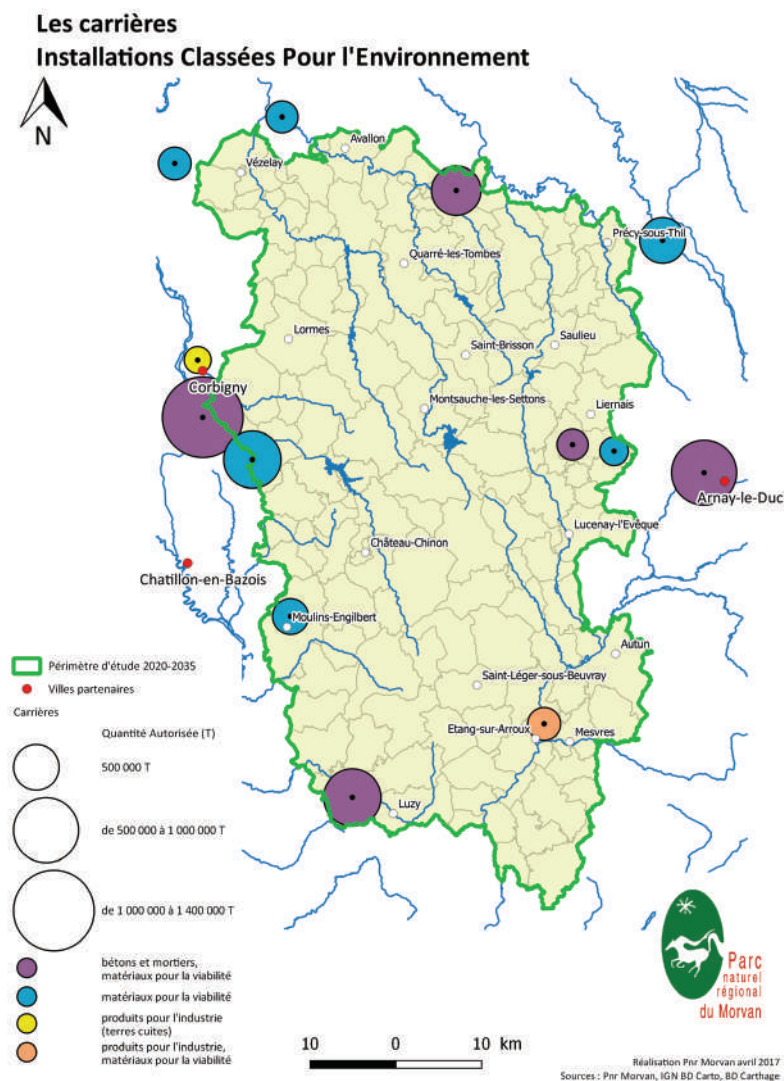 Les carrières
Installations Classées Pour l'Environnement
N
Avallon
Vézelay
Précy-sous-Thil
Quarré-les-Tombes
Lormes
Saint-Brisson
Saulieu
Corbigny
Montsauche-les-Settons
Liernais
Arnay-le-Duc
Lucenay-l'Evêque
Château-Chinon
Chatillon-en-Bazois
Moulins-Engilbert
Autun
Saint-Léger-sous-Beuvray
Etang-sur-Arroux
Mesvres
Luzy
Périmètre d'étude 2020-2035
Villes partenaires
Carrières
Quantité Autorisée (T)
500 000 T
de 500 000 à 1 000 000 T
de 1 000 000 à 1 400 000 T
bétons et mortiers,
matériaux pour la viabilité
matériaux pour la viabilité
produits pour l'industrie
(terres cuites)
produits pour l'industrie,
matériaux pour la viabilité
10 0 10 km
Parc
naturel
régional
du Morvan
Réalisation Pnr Morvan avril 2017
Sources : Pnr Morvan, IGN BD Carto, BD Carthage